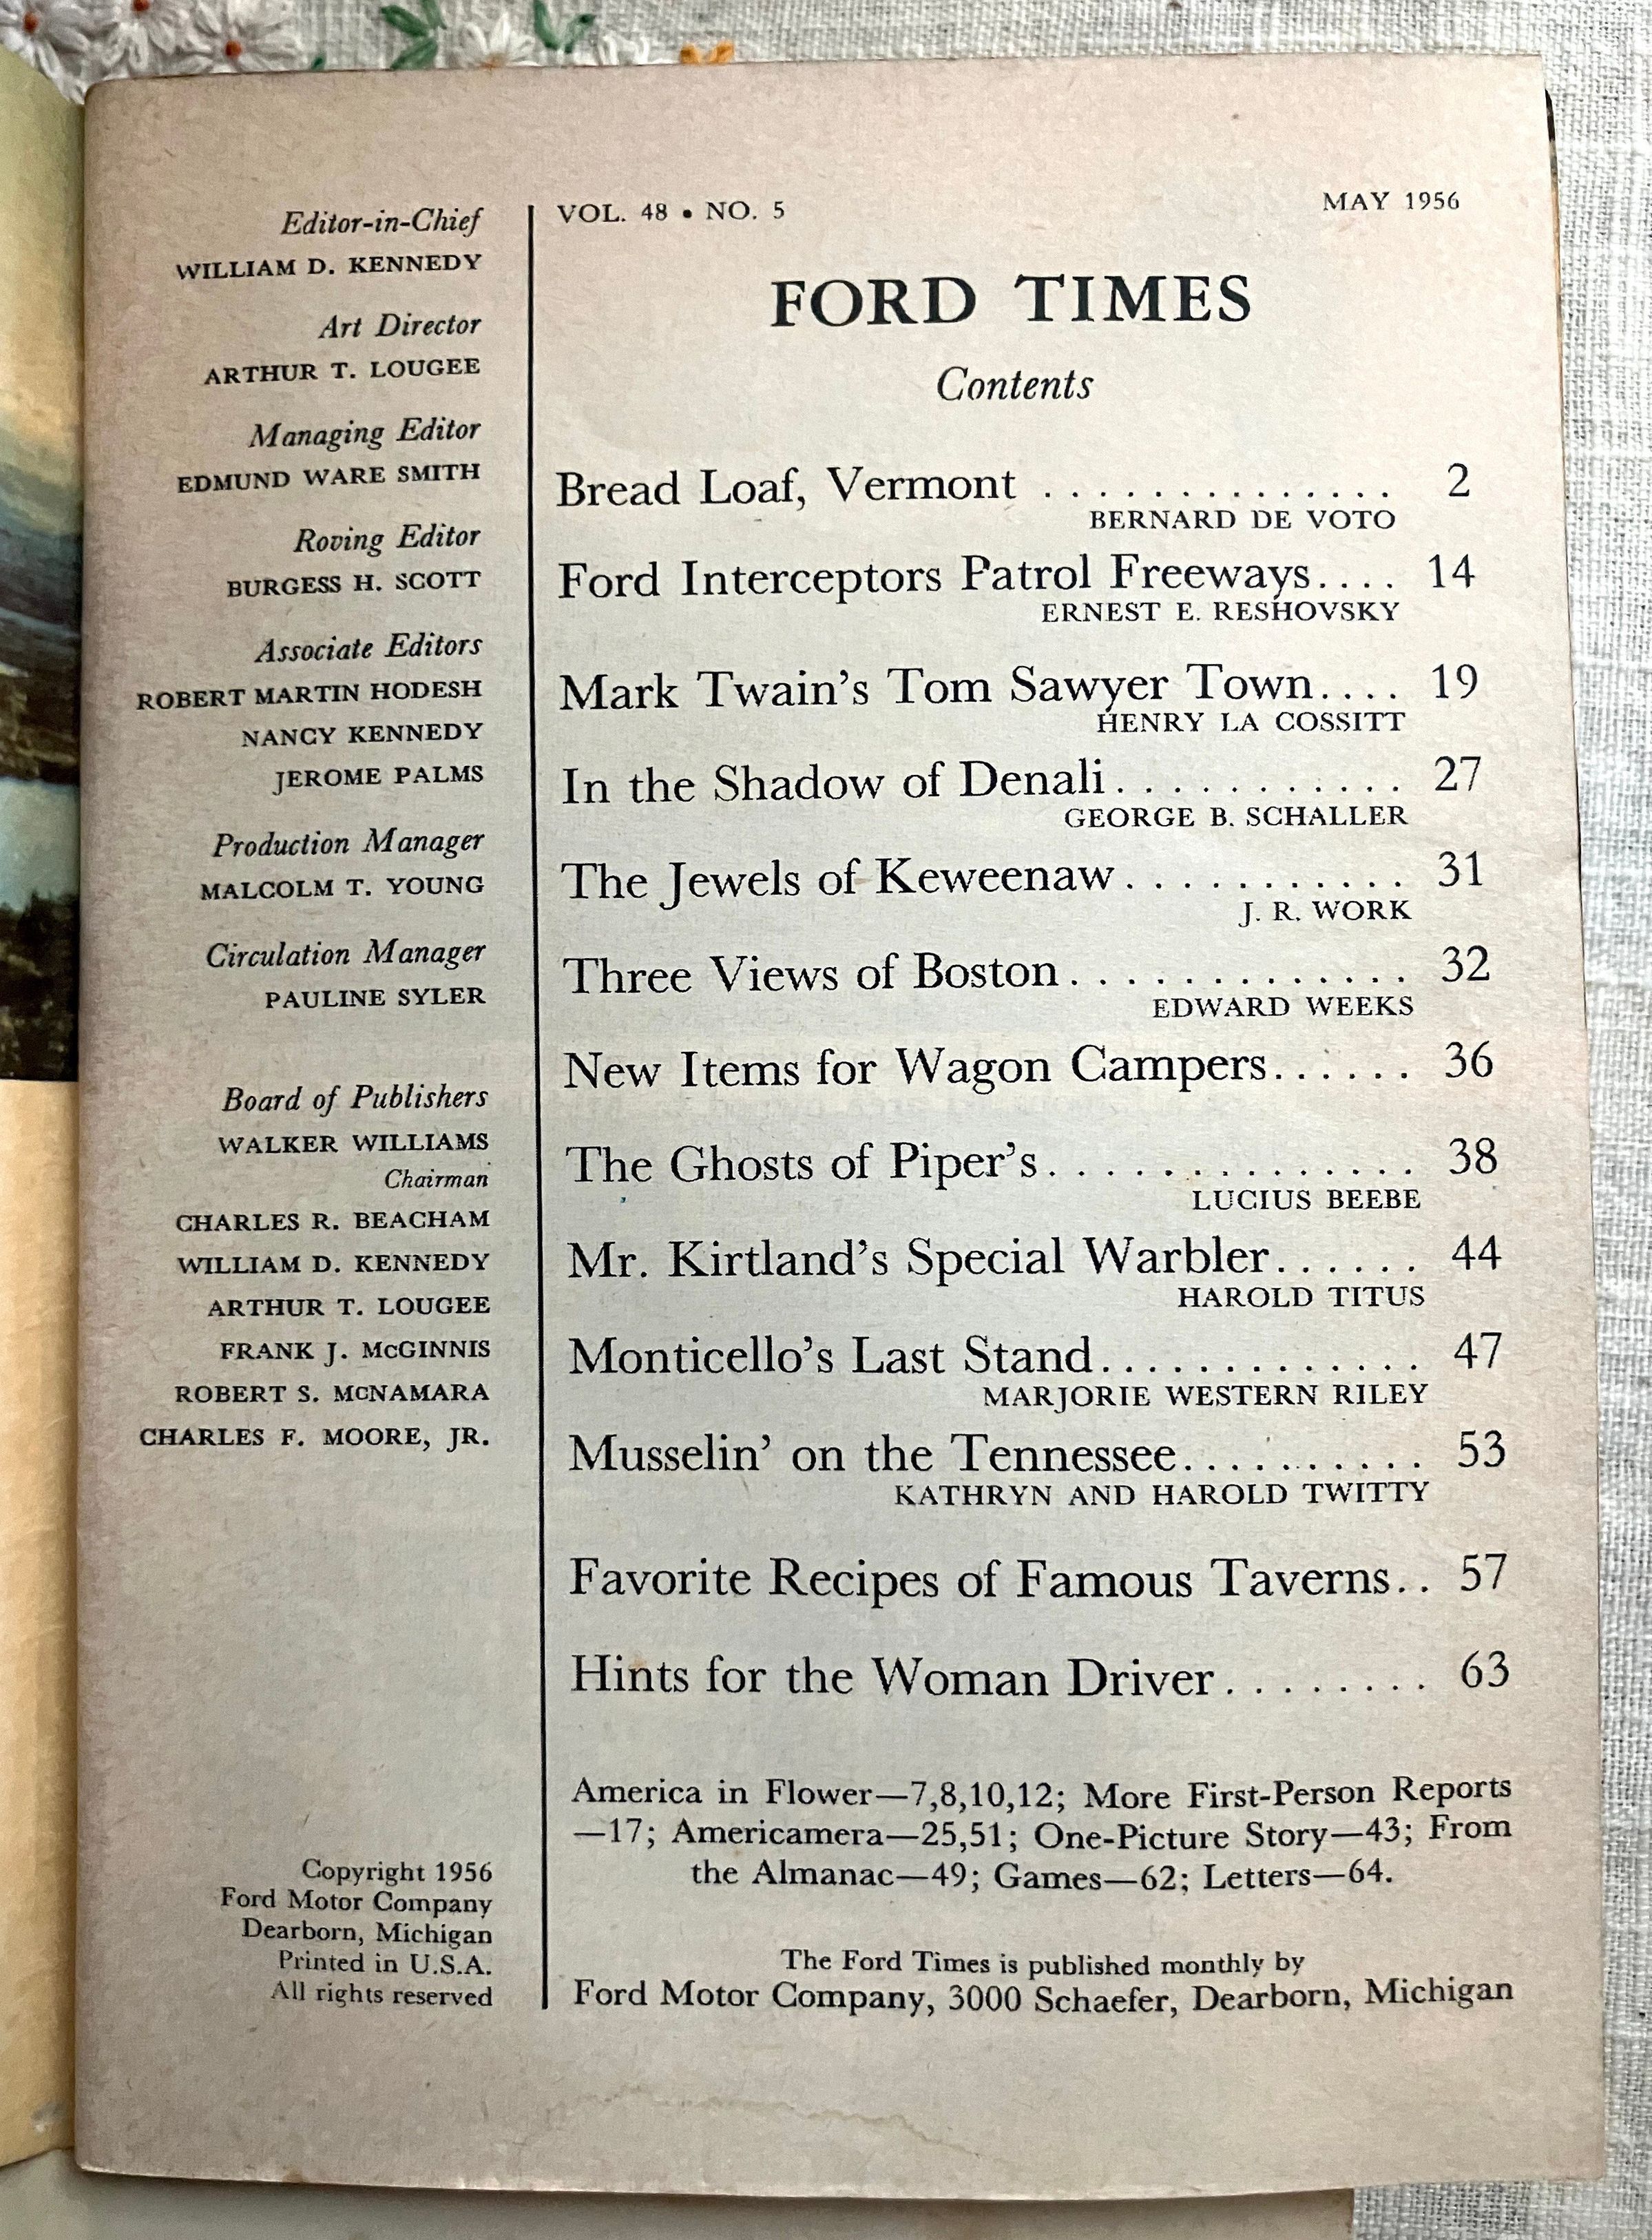 Editor-in-Chief
WILLIAM D. KENNEDY
Art Director
ARTHUR T. LOUGEE
Managing Editor
EDMUND WARE SMITH
Roving Editor
BURGESS H. SCOTT
Associate Editors
ROBERT MARTIN HODESH
NANCY KENNEDY
JEROME PALMS
Production Manager
MALCOLM T. YOUNG
Circulation Manager
PAULINE SYLER
Board of Publishers
WALKER WILLIAMS
Chairman
CHARLES R. BEACHAM
WILLIAM D. KENNEDY
ARTHUR T. LOUGEE
FRANK J. McGINNIS
ROBERT S. McNAMARA
CHARLES F. MOORE, JR.
Copyright 1956
Ford Motor Company
Dearborn, Michigan
Printed in U.S.A.
All rights reserved
VOL. 48 • NO. 5 MAY 1956
FORD TIMES
Contents
Bread Loaf, Vermont . . . . . . . . . . . . . 2
BERNARD DE VOTO
Ford Interceptors Patrol Freeways.... 14
ERNEST E. RESHOVSKY
Mark Twain's Tom Sawyer Town.... 19
HENRY LA COSSITT
In the Shadow of Denali........... 27
GEORGE B. SCHALLER
The Jewels of Keweenaw........... 31
J. R. WORK
Three Views of Boston............. 32
EDWARD WEEKS
New Items for Wagon Campers...... 36
The Ghosts of Piper's.............. 38
LUCIUS BEEBE
Mr. Kirtland's Special Warbler...... 44
HAROLD TITUS
Monticello's Last Stand............. 47
MARJORIE WESTERN RILEY
Musselin' on the Tennessee.......... 53
KATHRYN AND HAROLD TWITTY
Favorite Recipes of Famous Taverns.. 57
Hints for the Woman Driver........ 63
America in Flower—7,8,10,12; More First-Person Reports
—17; Americamera—25,51; One-Picture Story—43; From
the Almanac—49; Games—62; Letters—64.
The Ford Times is published monthly by
Ford Motor Company, 3000 Schaefer, Dearborn, Michigan